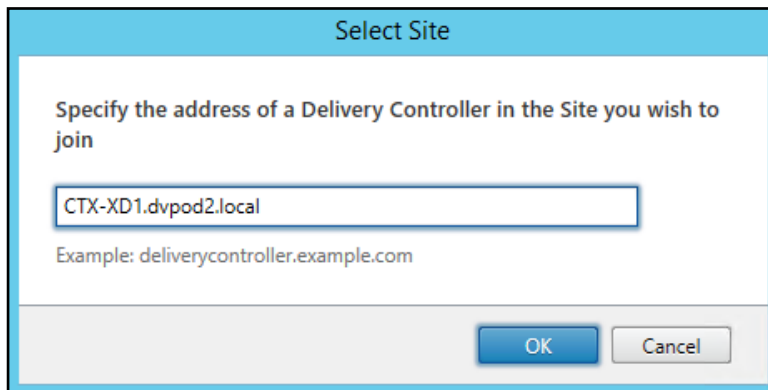 Select Site
Specify the address of a Delivery Controller in the Site you wish to
join
CTX-XD1.dvpod2.local
Example: deliverycontroller.example.com
OK
Cancel